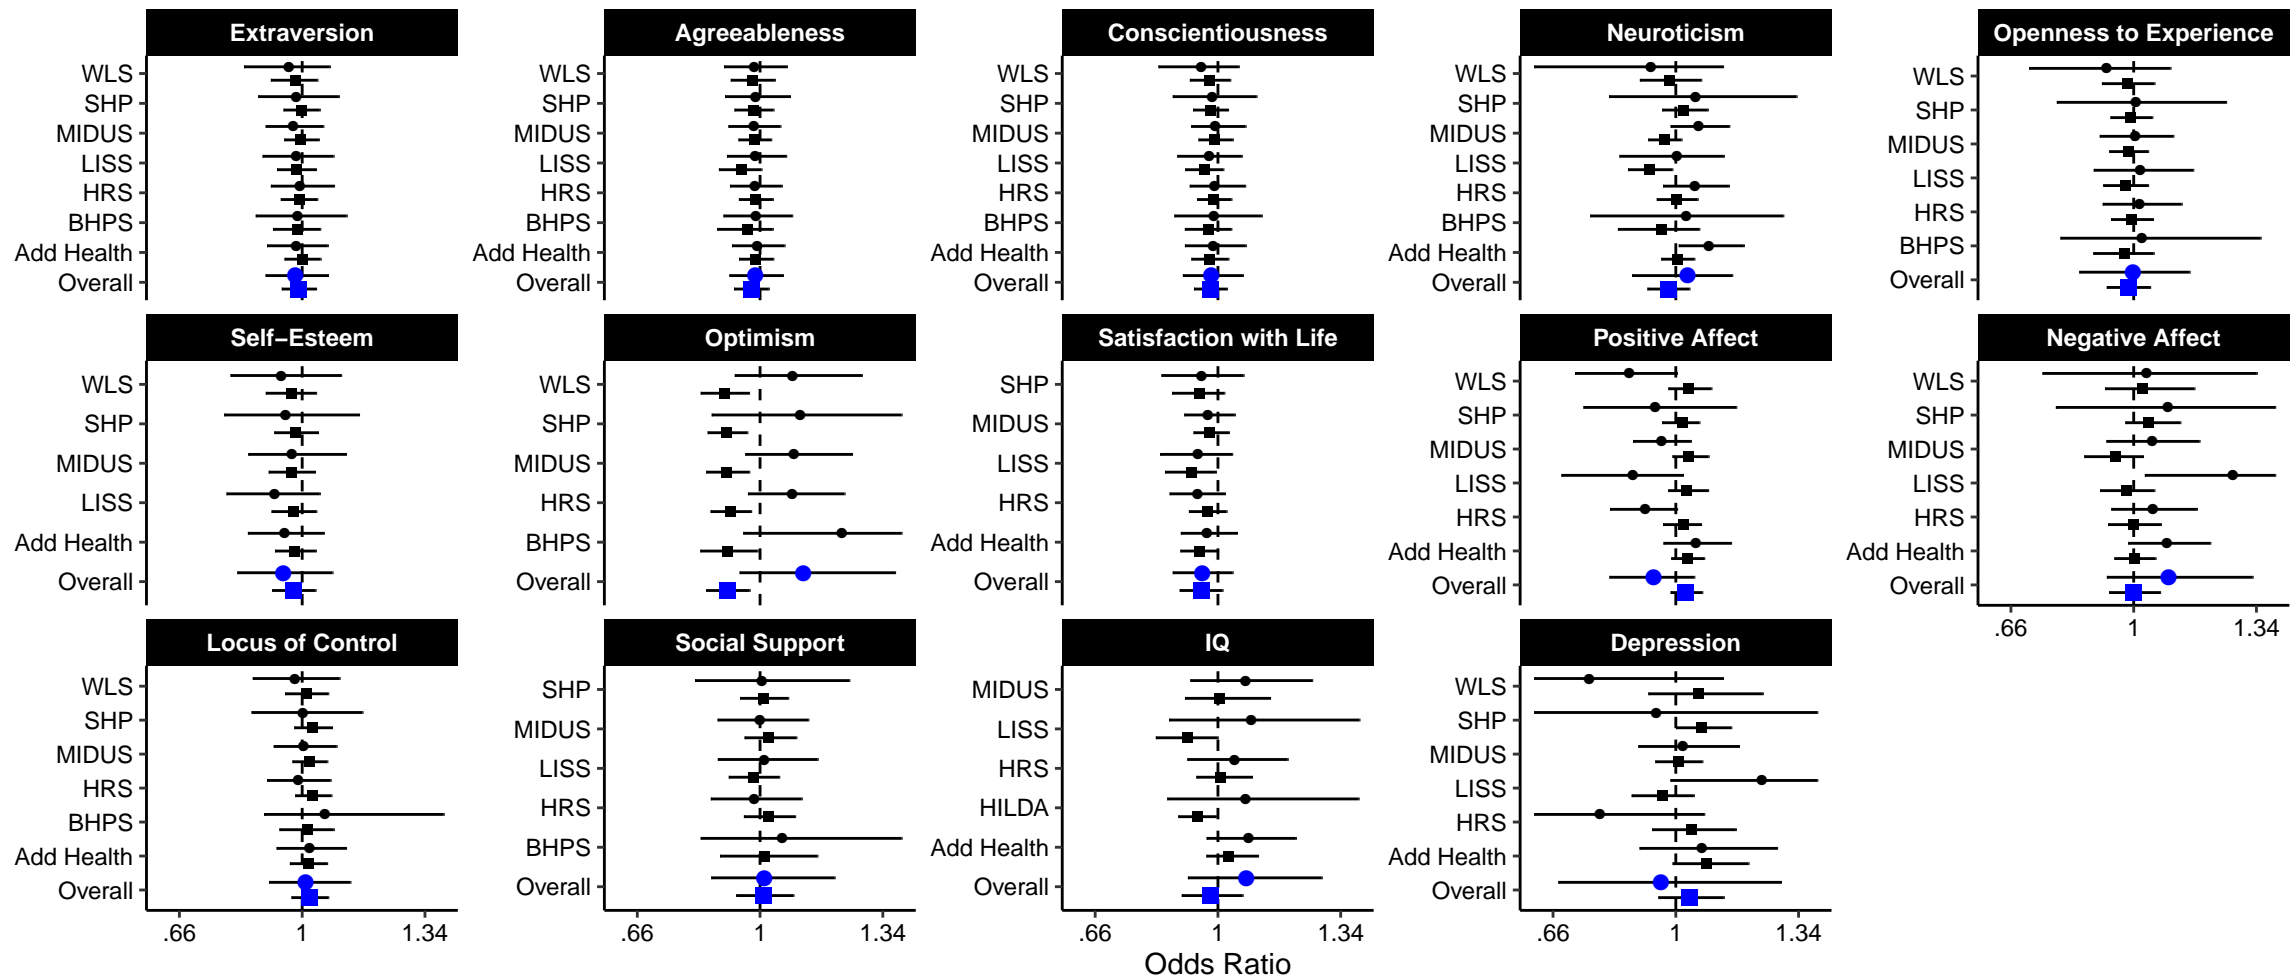 Extraversion
WLS
SHP
MIDUS
LISS
HRS
BHPS
Add Health
Overall
Agreeableness
WLS
SHP
MIDUS
LISS
HRS
BHPS
Add Health
Overall
Conscientiousness
WLS
SHP
MIDUS
LISS
HRS
BHPS
Add Health
Overall
Neuroticism
WLS
SHP
MIDUS
LISS
HRS
BHPS
Add Health
Overall
Openness to Experience
WLS
SHP
MIDUS
LISS
HRS
BHPS
Overall
Self−Esteem
WLS
SHP
MIDUS
LISS
Add Health
Overall
Optimism
WLS
SHP
MIDUS
HRS
BHPS
Overall
Satisfaction with Life
SHP
MIDUS
LISS
HRS
Add Health
Overall
Positive Affect
WLS
SHP
MIDUS
LISS
HRS
Add Health
Overall
Negative Affect
WLS
SHP
MIDUS
LISS
HRS
Add Health
Overall
.66 1 1.34
Locus of Control
WLS
SHP
MIDUS
HRS
BHPS
Add Health
Overall
.66 1 1.34
Social Support
SHP
MIDUS
LISS
HRS
BHPS
Overall
.66 1 1.34
IQ
MIDUS
LISS
HRS
HILDA
Add Health
Overall
.66 1 1.34
Depression
WLS
SHP
MIDUS
LISS
HRS
Add Health
Overall
.66 1 1.34
Odds Ratio